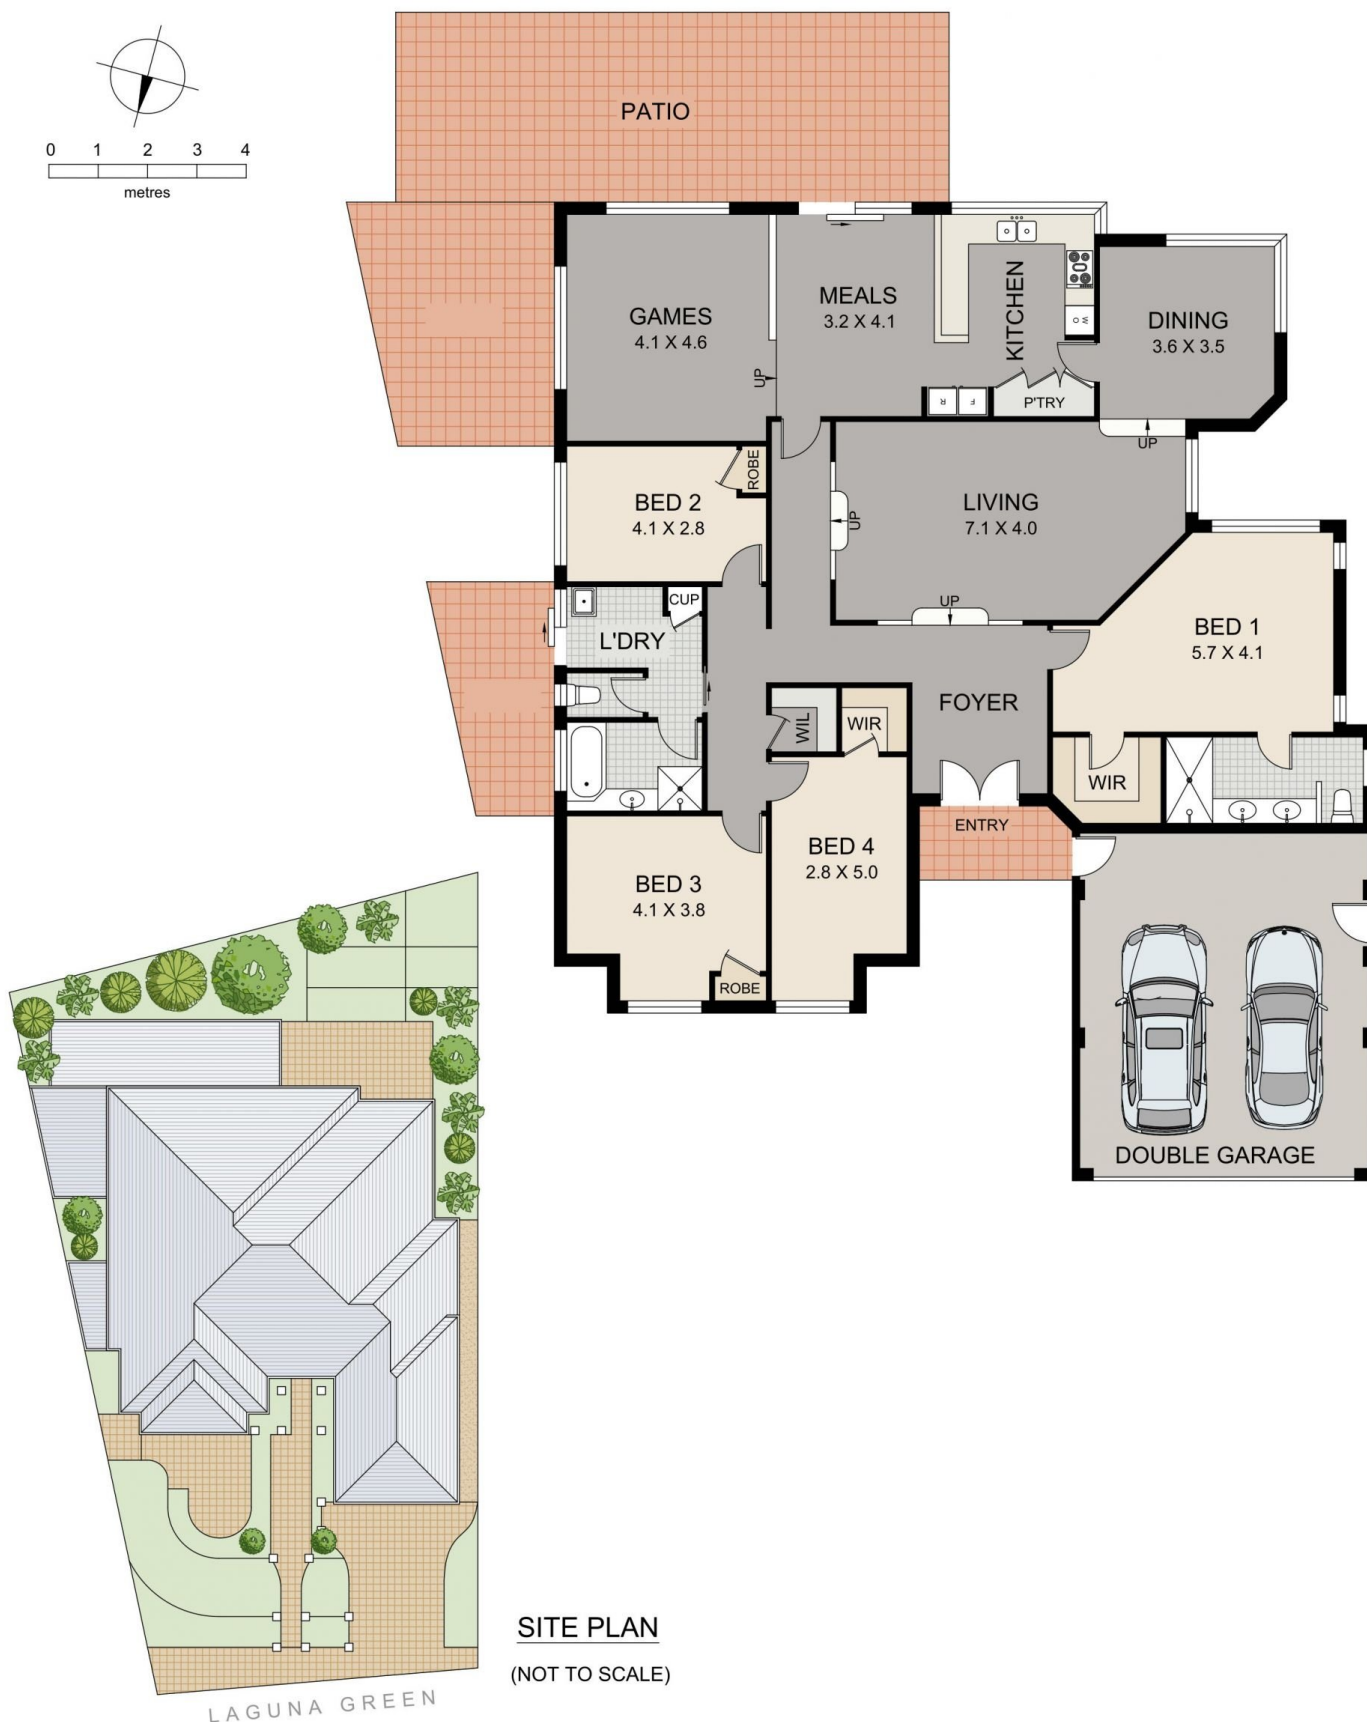 0 1 2 3 4
metres
PATIO
GAMES
4.1 X 4.6
MEALS
3.2 X 4.1
KITCHEN
W O
DINING
3.6 X 3.5
UP
R
F
P'TRY
UP
BED 2
4.1 X 2.8
ROBE
LIVING
7.1 X 4.0
UP
UP
CUP
L'DRY
BED 1
5.7 X 4.1
FOYER
WIL
WIR
WIR
ENTRY
BED 4
2.8 X 5.0
BED 3
4.1 X 3.8
ROBE
DOUBLE GARAGE
SITE PLAN
(NOT TO SCALE)
LAGUNA GREEN